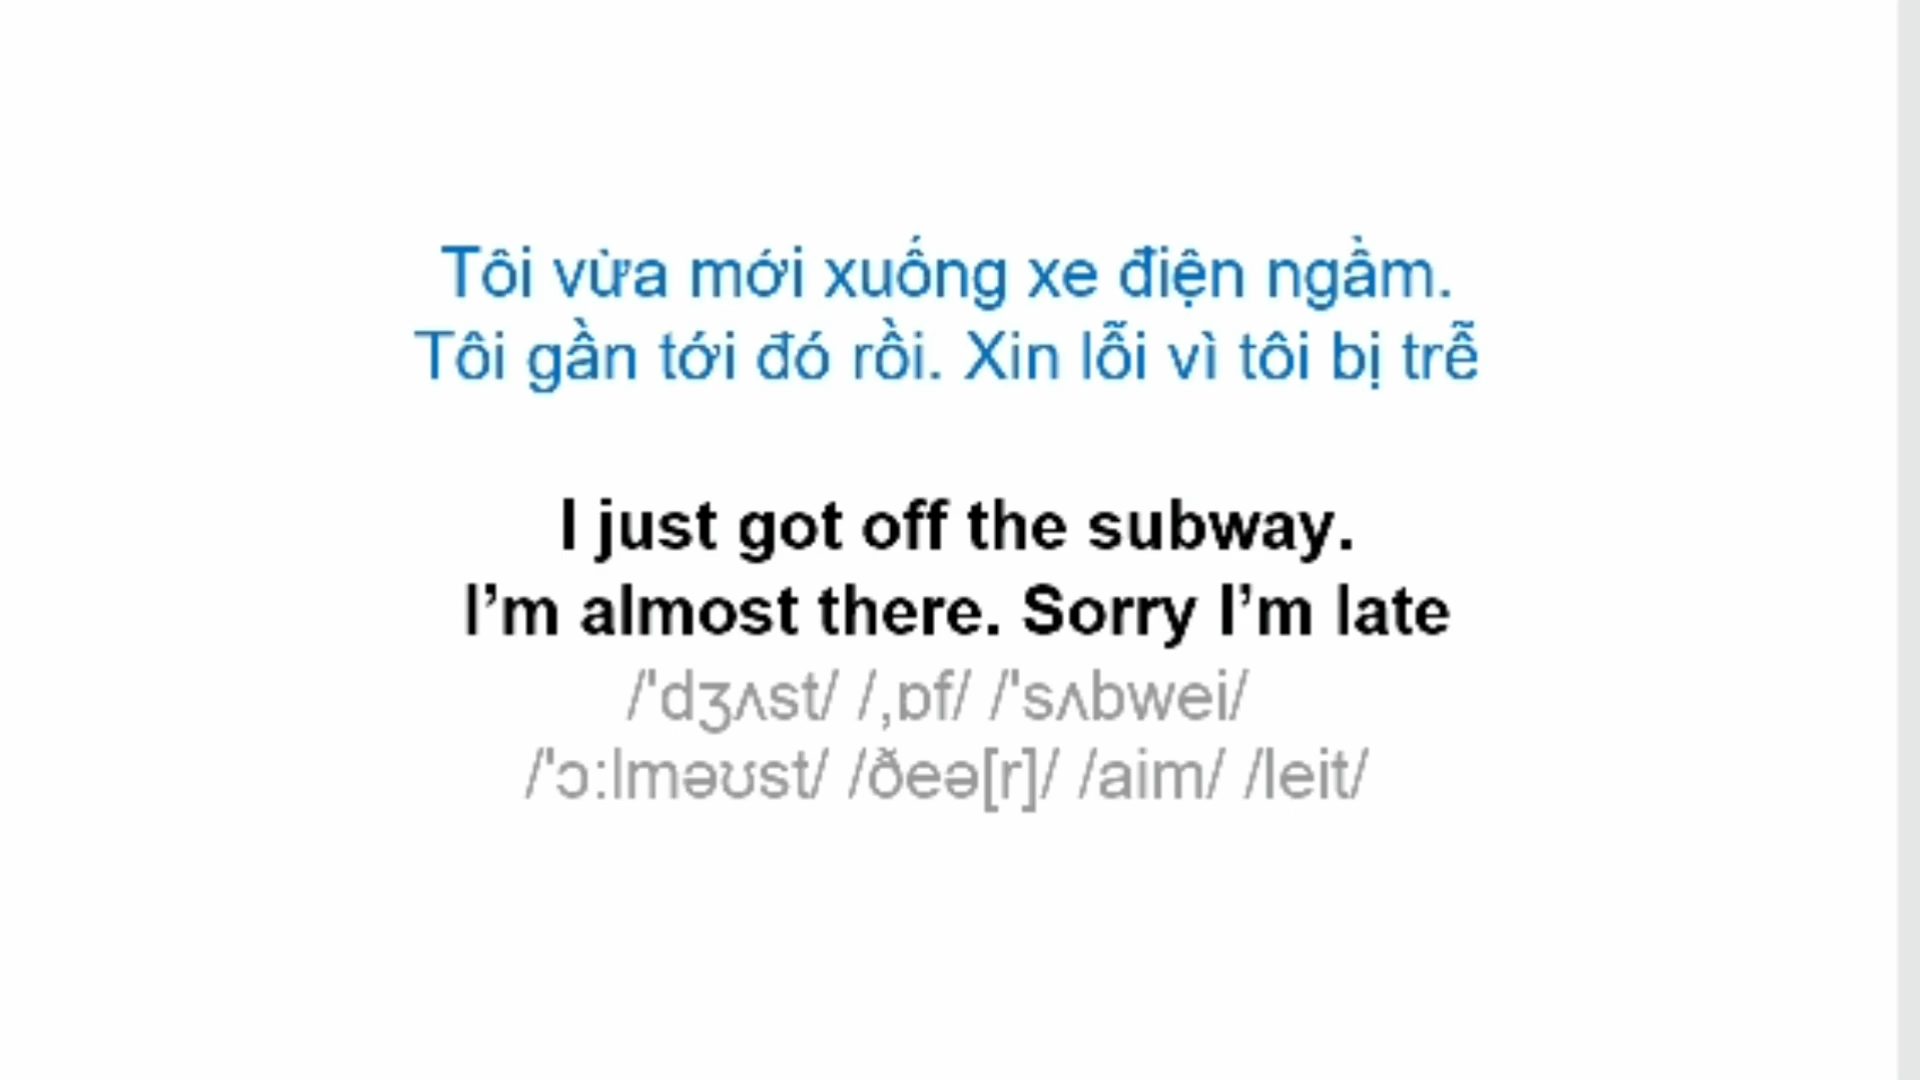 Tôi vừa mới xuống xe điện ngầm.
Tôi gần tới đó rồi. Xin lỗi vì tôi bị trễ
I just got off the subway.
I’m almost there. Sorry I’m late
/'dʒʌst/ /,ɒf/ /'sʌbwei/
/'ɔ:lməʊst/ /ðeə[r]/ /aim/ /leit/